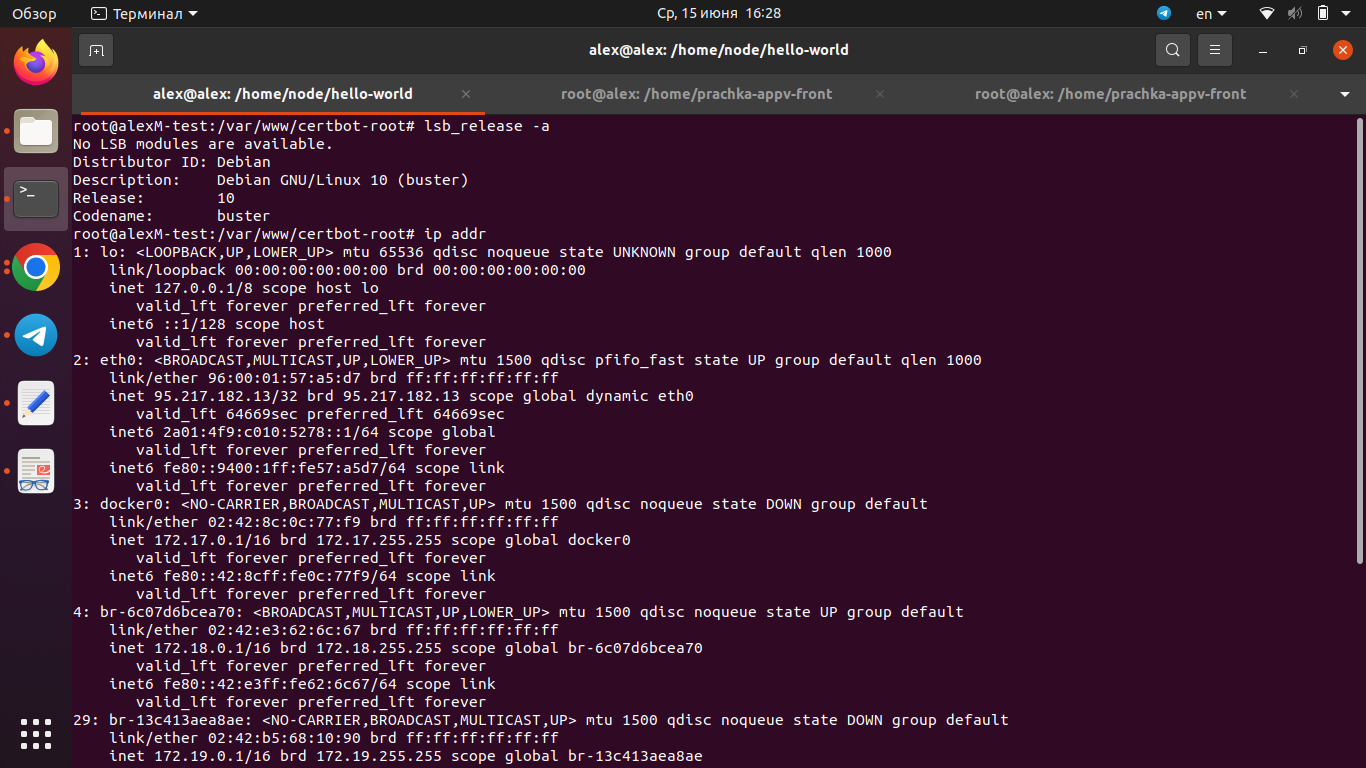 Обзор
Терминал
Ср, 15 июня 16:28
en
alex@alex: /home/node/hello-world
alex@alex: /home/node/hello-world
root@alex: /home/prachka-appv-front
root@alex: /home/prachka-appv-front
root@alexM-test:/var/www/certbot-root# lsb_release -a
No LSB modules are available.
Distributor ID: Debian
Description:    Debian GNU/Linux 10 (buster)
Release:        10
Codename:       buster
root@alexM-test:/var/www/certbot-root# ip addr
1: lo: <LOOPBACK,UP,LOWER_UP> mtu 65536 qdisc noqueue state UNKNOWN group default qlen 1000
    link/loopback 00:00:00:00:00:00 brd 00:00:00:00:00:00
    inet 127.0.0.1/8 scope host lo
       valid_lft forever preferred_lft forever
    inet6 ::1/128 scope host
       valid_lft forever preferred_lft forever
2: eth0: <BROADCAST,MULTICAST,UP,LOWER_UP> mtu 1500 qdisc pfifo_fast state UP group default qlen 1000
    link/ether 96:00:01:57:a5:d7 brd ff:ff:ff:ff:ff:ff
    inet 95.217.182.13/32 brd 95.217.182.13 scope global dynamic eth0
       valid_lft 64669sec preferred_lft 64669sec
    inet6 2a01:4f9:c010:5278::1/64 scope global
       valid_lft forever preferred_lft forever
    inet6 fe80::9400:1ff:fe57:a5d7/64 scope link
       valid_lft forever preferred_lft forever
3: docker0: <NO-CARRIER,BROADCAST,MULTICAST,UP> mtu 1500 qdisc noqueue state DOWN group default
    link/ether 02:42:8c:0c:77:f9 brd ff:ff:ff:ff:ff:ff
    inet 172.17.0.1/16 brd 172.17.255.255 scope global docker0
       valid_lft forever preferred_lft forever
    inet6 fe80::42:8cff:fe0c:77f9/64 scope link
       valid_lft forever preferred_lft forever
4: br-6c07d6bcea70: <BROADCAST,MULTICAST,UP,LOWER_UP> mtu 1500 qdisc noqueue state UP group default
    link/ether 02:42:e3:62:6c:67 brd ff:ff:ff:ff:ff:ff
    inet 172.18.0.1/16 brd 172.18.255.255 scope global br-6c07d6bcea70
       valid_lft forever preferred_lft forever
    inet6 fe80::42:e3ff:fe62:6c67/64 scope link
       valid_lft forever preferred_lft forever
29: br-13c413aea8ae: <NO-CARRIER,BROADCAST,MULTICAST,UP> mtu 1500 qdisc noqueue state DOWN group default
    link/ether 02:42:b5:68:10:90 brd ff:ff:ff:ff:ff:ff
    inet 172.19.0.1/16 brd 172.19.255.255 scope global br-13c413aea8ae